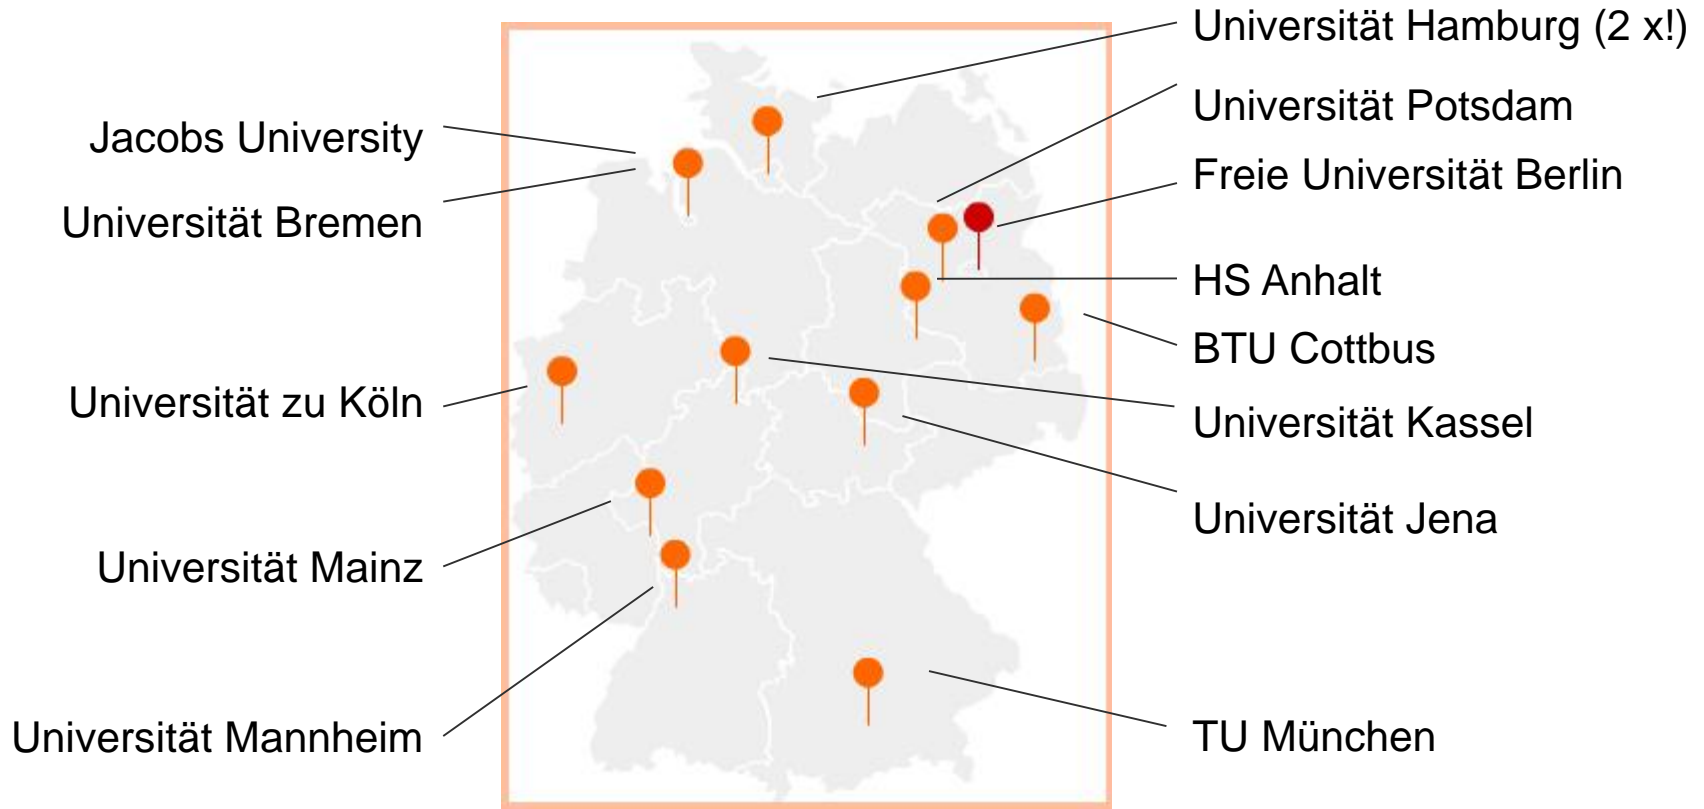 Jacobs University
Universität Bremen
Universität zu Köln
Universität Mainz
Universität Mannheim
Universität Hamburg (2 x!)
Universität Potsdam
Freie Universität Berlin
HS Anhalt
BTU Cottbus
Universität Kassel
Universität Jena
TU München